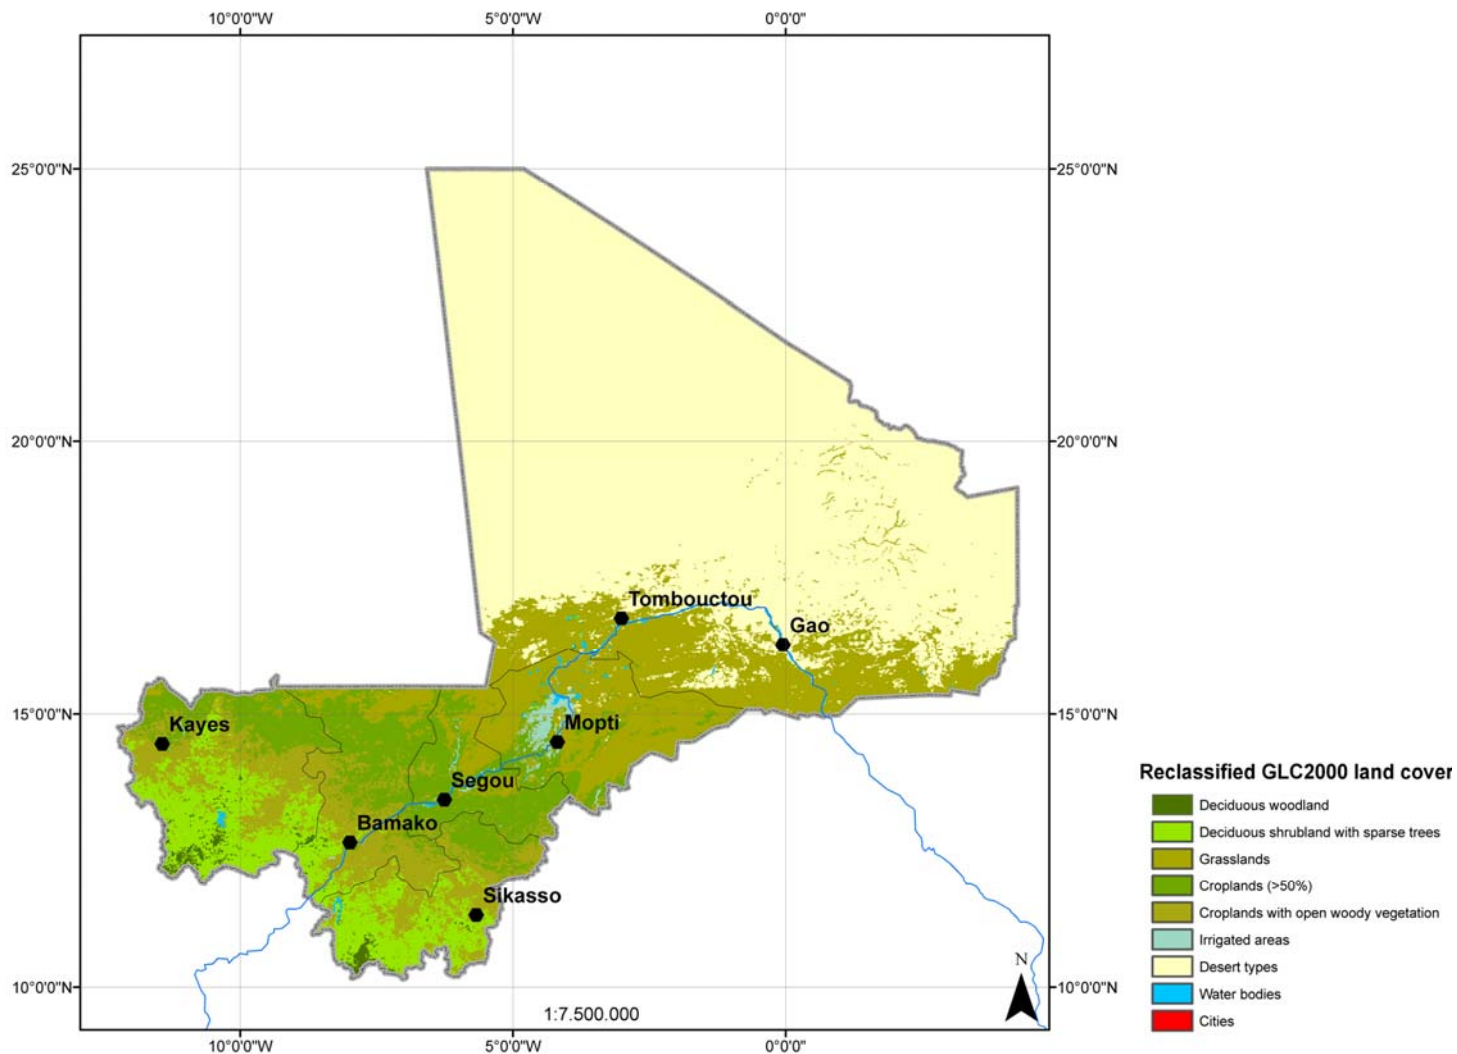 10°0'0"W 5°0'0"W 0°0'0"
25°0'0"N 25°0'0"N
20°0'0"N 20°0'0"N
Tombouctou
Gao
15°0'0"N 15°0'0"N
Kayes
Mopti
Segou
Bamako
Sikasso
10°0'0"N 10°0'0"N
N
1:7.500.000
10°0'0"W 5°0'0"W 0°0'0"
Reclassified GLC2000 land cover
Deciduous woodland
Deciduous shrubland with sparse trees
Grasslands
Croplands (>50%)
Croplands with open woody vegetation
Irrigated areas
Desert types
Water bodies
Cities